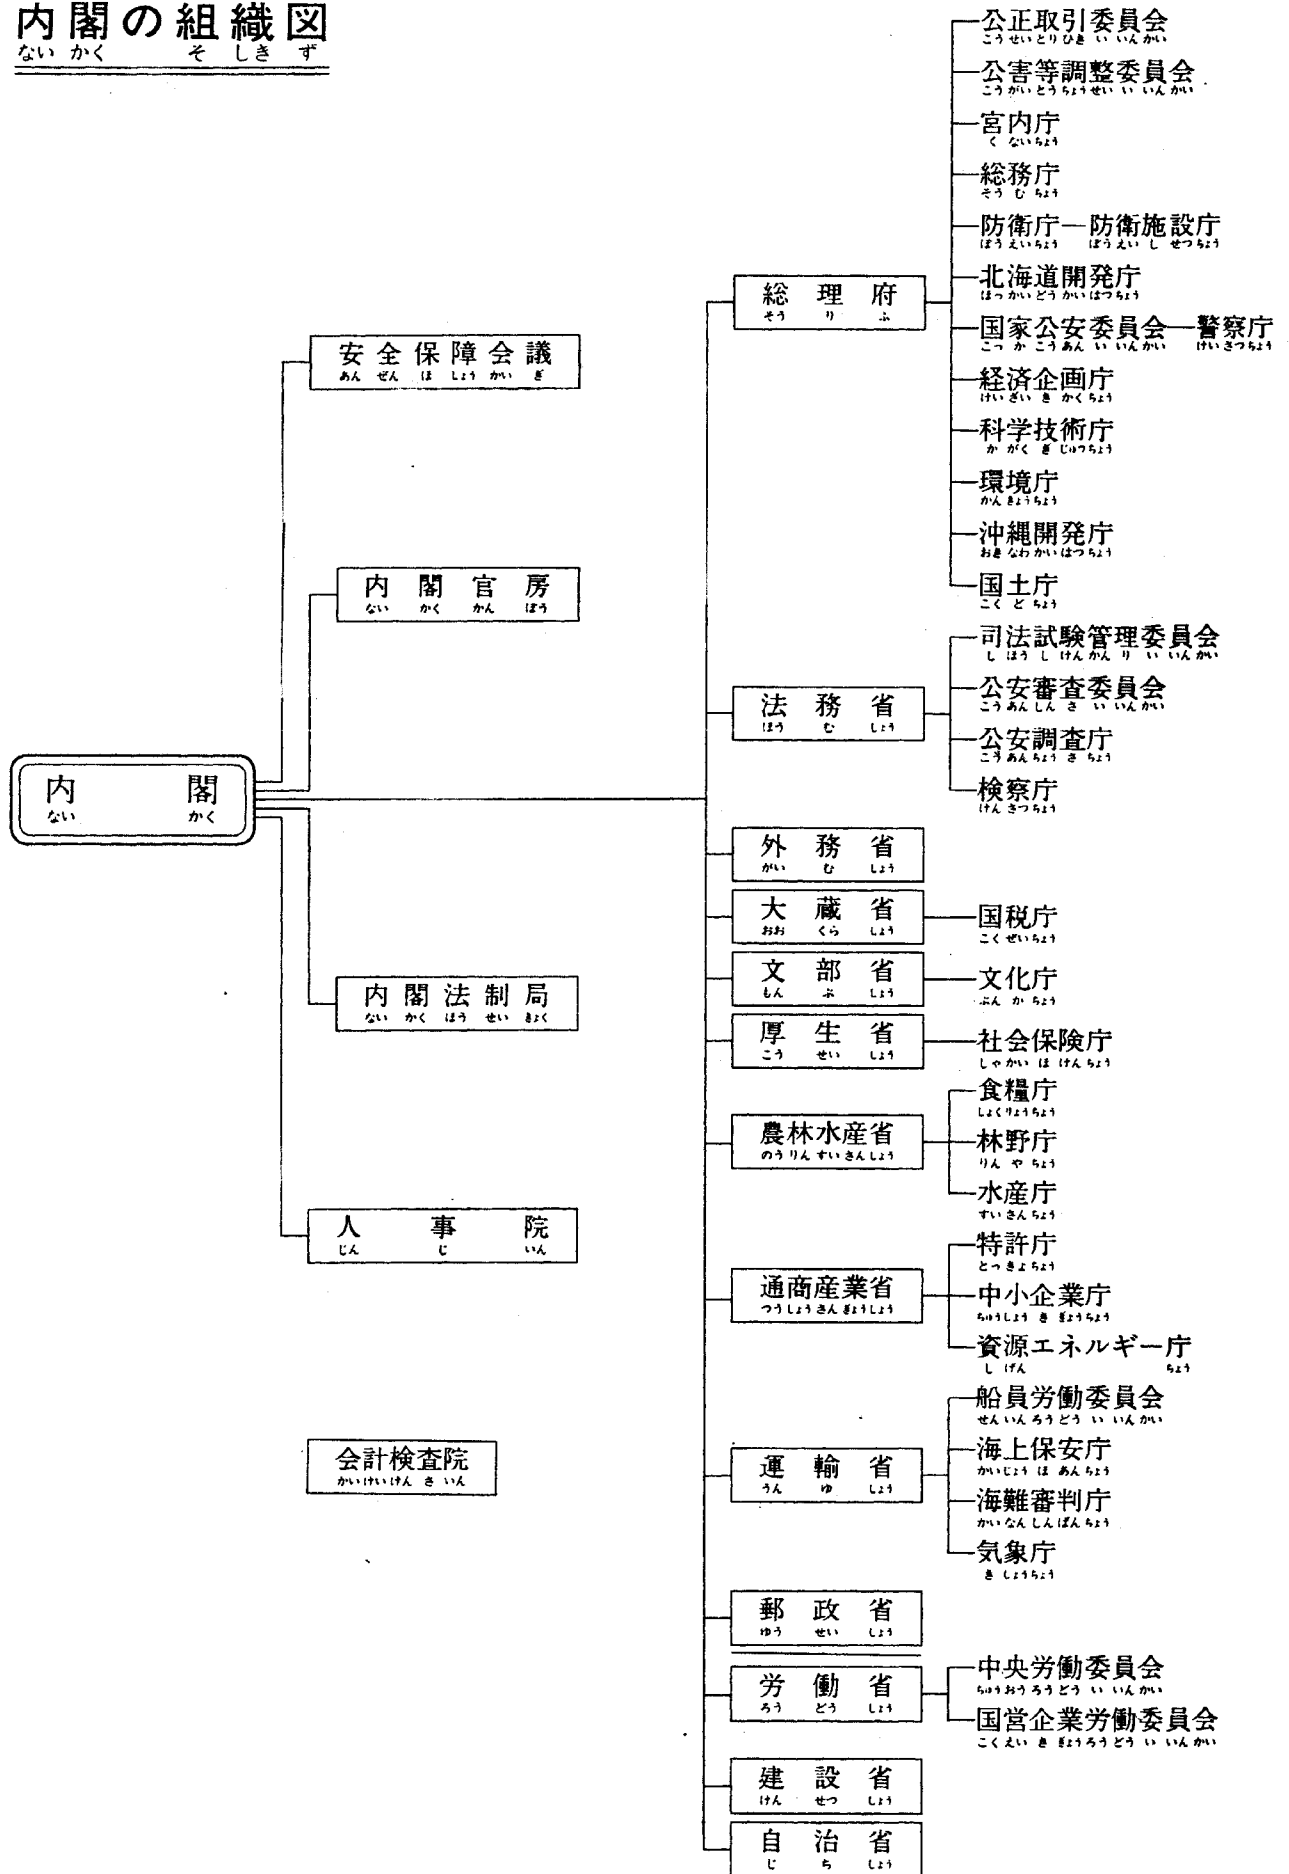 内閣の組織図
ないかく そしきず
安全保障会議
あんぜんほしょうかいぎ
内閣官房
ないかくかんぼう
内閣
ないかく
内閣法制局
ないかくほうせいきょく
人事院
じんじいん
会計検査院
かいけいけんさいん
総理府
そうりふ
公正取引委員会
こうせいとりひきいいんかい
公害等調整委員会
こうがいとうちょうせいいいんかい
宮内庁
くないちょう
総務庁
そうむちょう
防衛庁―防衛施設庁
ぼうえいちょう ぼうえいしせつちょう
北海道開発庁
ほっかいどうかいはつちょう
国家公安委員会―警察庁
こっかこうあんいいんかい けいさつちょう
経済企画庁
けいざいきかくちょう
科学技術庁
かがくぎじゅつちょう
環境庁
かんきょうちょう
沖縄開発庁
おきなわかいはつちょう
国土庁
こくどちょう
法務省
ほうむしょう
司法試験管理委員会
しほうしけんかんりいいんかい
公安審査委員会
こうあんしんさいいんかい
公安調査庁
こうあんちょうさちょう
検察庁
けんさつちょう
外務省
がいむしょう
大蔵省
おおくらしょう
国税庁
こくぜいちょう
文部省
もんぶしょう
文化庁
ぶんかちょう
厚生省
こうせいしょう
社会保険庁
しゃかいほけんちょう
農林水産省
のうりんすいさんしょう
食糧庁
しょくりょうちょう
林野庁
りんやちょう
水産庁
すいさんちょう
通商産業省
つうしょうさんぎょうしょう
特許庁
とっきょちょう
中小企業庁
ちゅうしょうきぎょうちょう
資源エネルギー庁
しげん ちょう
運輸省
うんゆしょう
船員労働委員会
せんいんろうどういいんかい
海上保安庁
かいじょうほあんちょう
海難審判庁
かいなんしんぱんちょう
気象庁
きしょうちょう
郵政省
ゆうせいしょう
労働省
ろうどうしょう
中央労働委員会
ちゅうおうろうどういいんかい
国営企業労働委員会
こくえいきぎょうろうどういいんかい
建設省
けんせつしょう
自治省
じちしょう